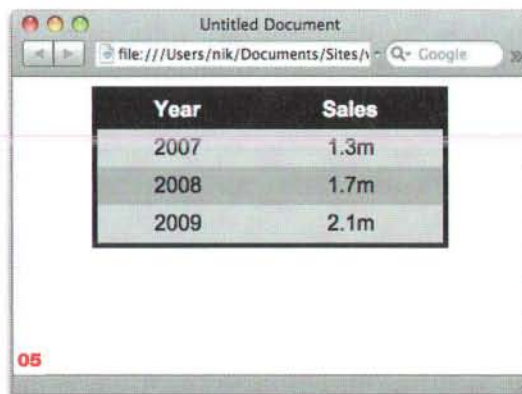 Untitled Document
file:///Users/nik/Documents/Sites/v Google »
Year Sales
2007 1.3m
2008 1.7m
2009 2.1m
05